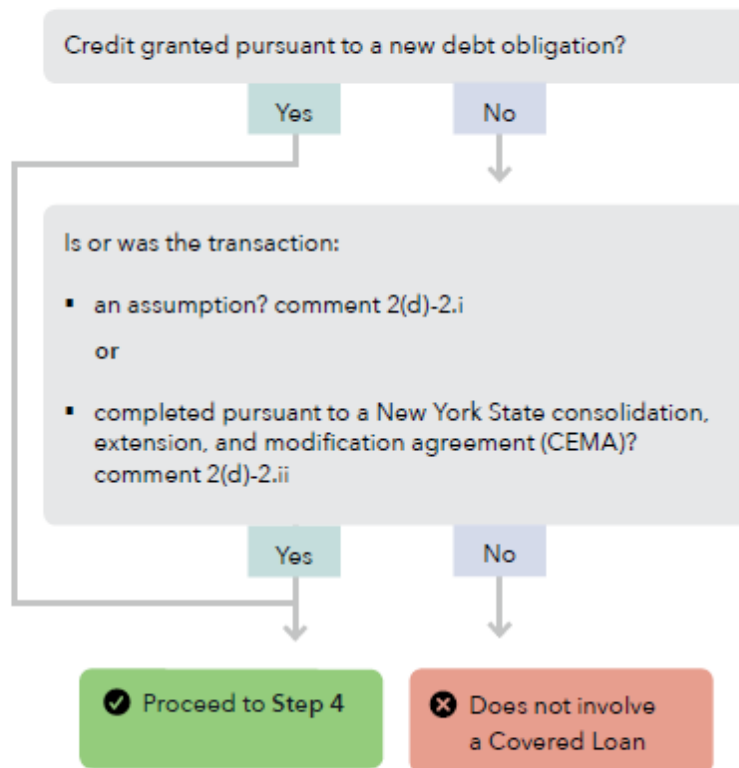 Credit granted pursuant to a new debt obligation?
Yes
No
Is or was the transaction:
▪ an assumption? comment 2(d)-2.i
or
▪ completed pursuant to a New York State consolidation,
extension, and modification agreement (CEMA)?
comment 2(d)-2.ii
Yes
No
Proceed to Step 4
Does not involve
a Covered Loan